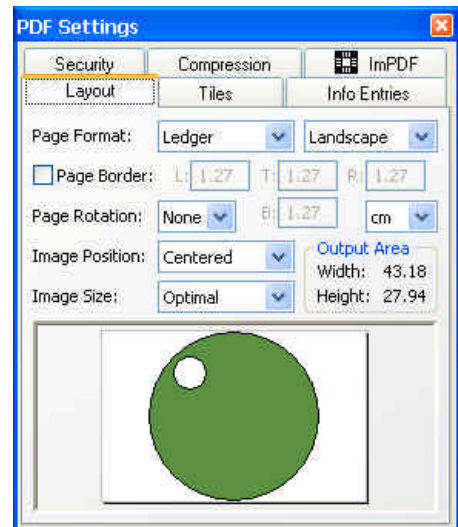 PDF Settings
Security Compression ImPDF
Layout Tiles Info Entries
Page Format: Ledger Landscape
Page Border: L: 1.27 T: 1.27 R: 1.27
Page Rotation: None B: 1.27 cm
Image Position: Centered Output Area
Width: 43.18
Image Size: Optimal Height: 27.94